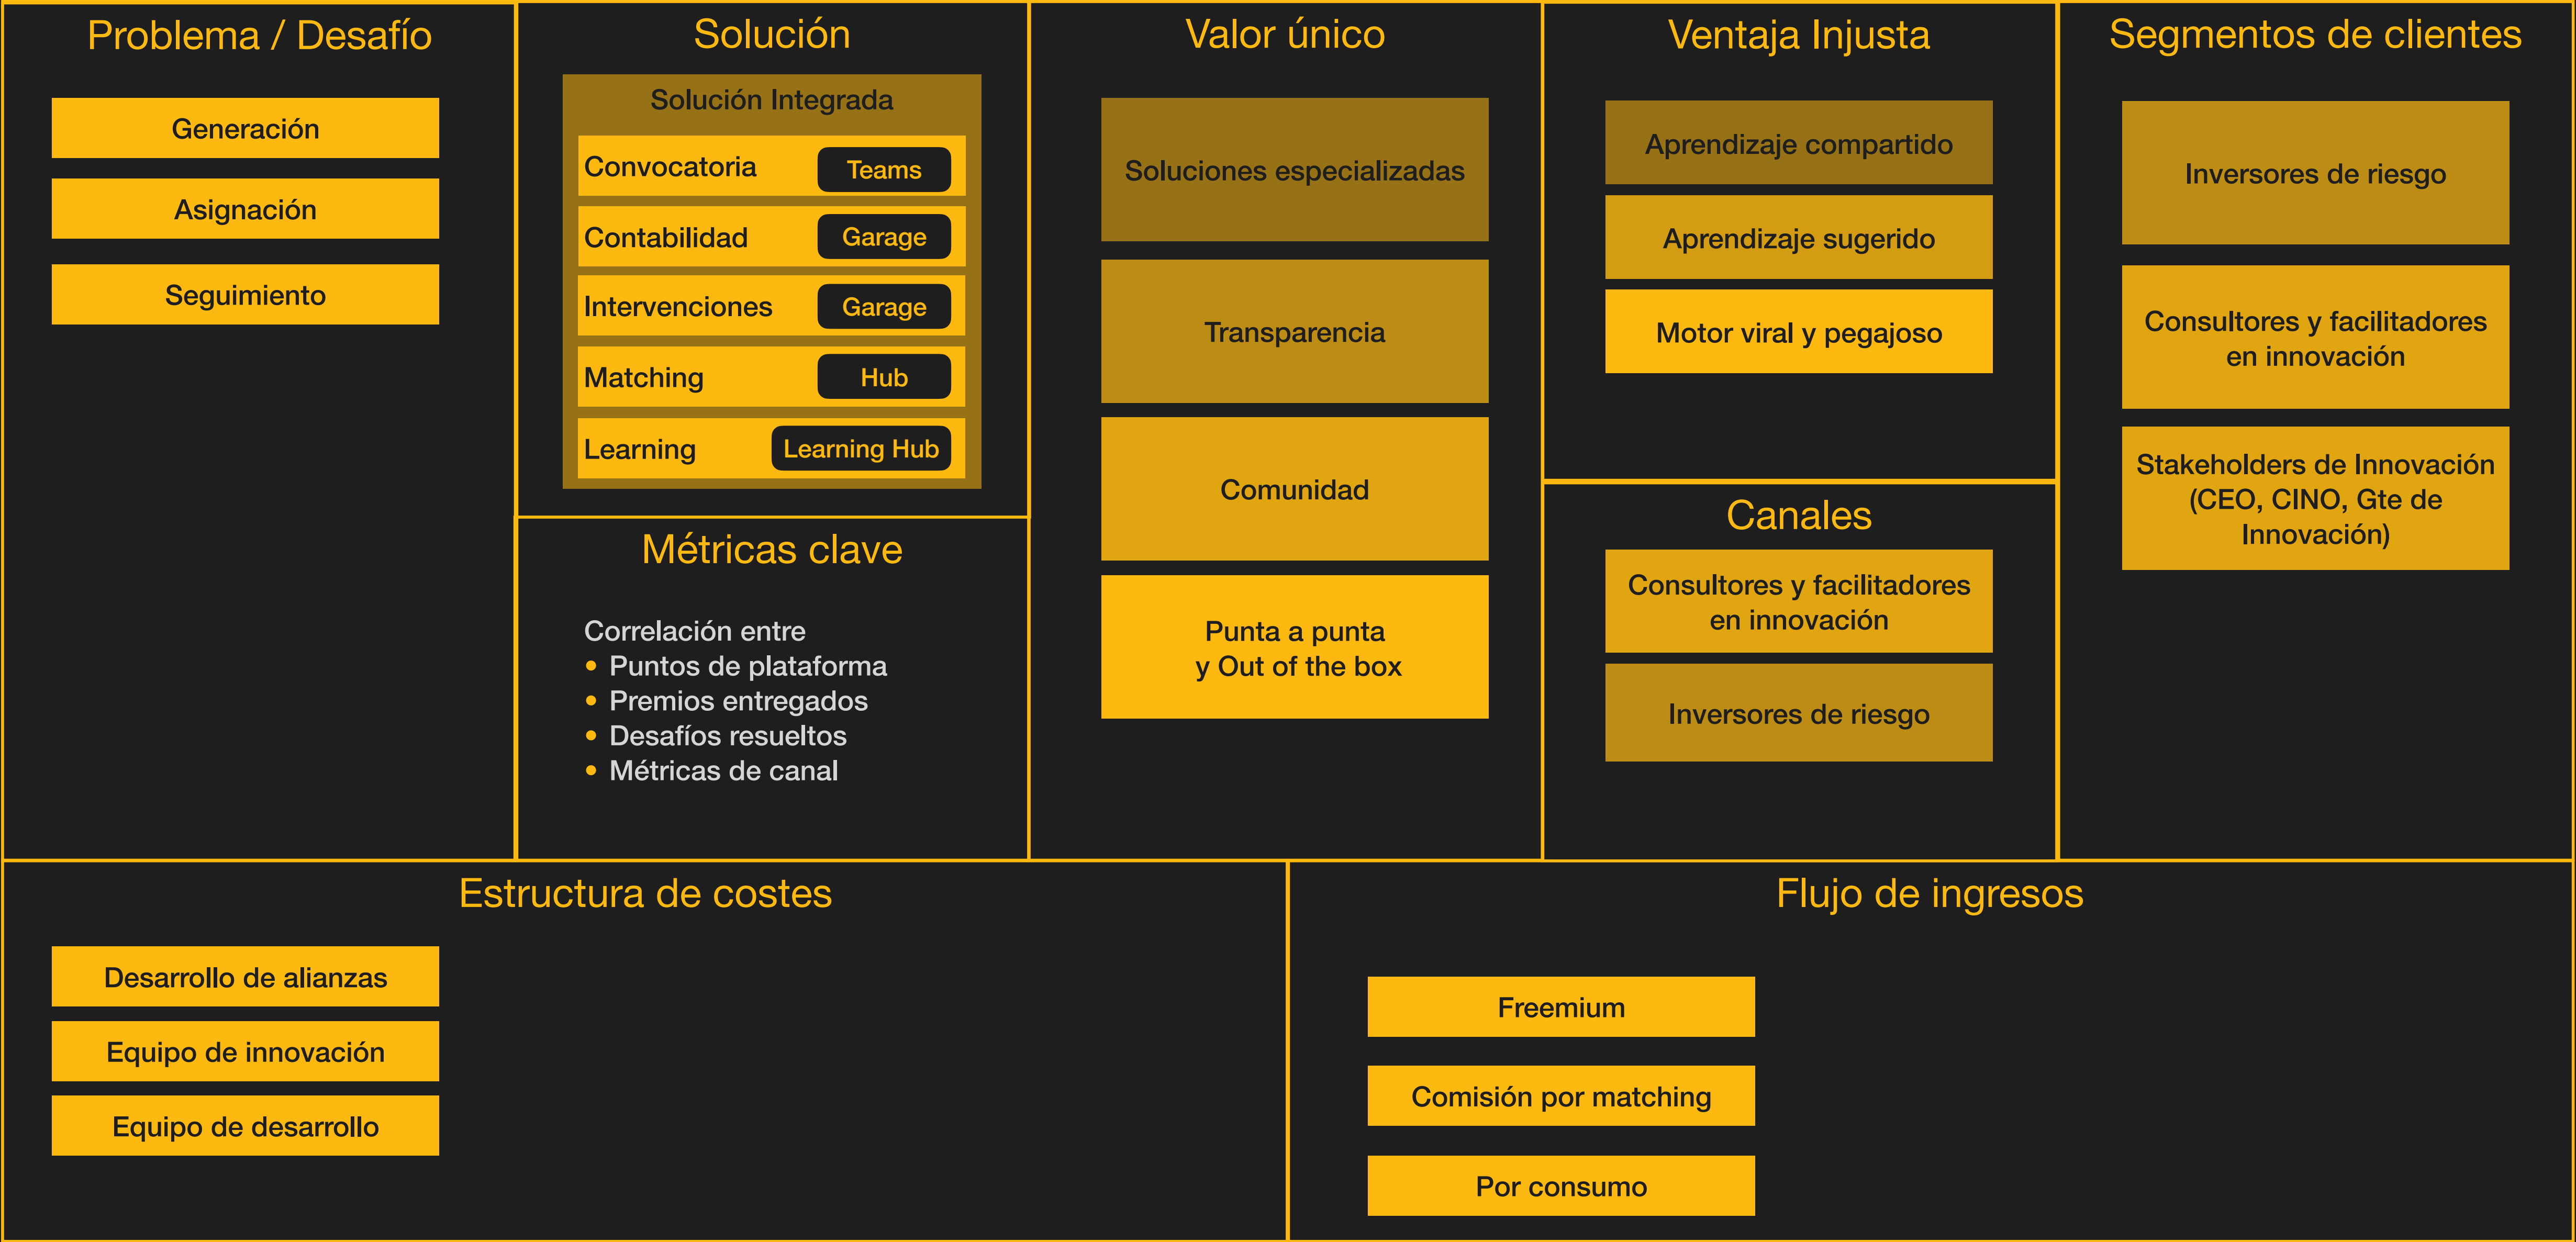 Problema / Desafío
Generación
Asignación
Seguimiento
Solución
Solución Integrada
Convocatoria Teams
Contabilidad Garage
Intervenciones Garage
Matching Hub
Learning Learning Hub
Métricas clave
Correlación entre
• Puntos de plataforma
• Premios entregados
• Desafíos resueltos
• Métricas de canal
Valor único
Soluciones especializadas
Transparencia
Comunidad
Punta a punta
y Out of the box
Ventaja Injusta
Aprendizaje compartido
Aprendizaje sugerido
Motor viral y pegajoso
Canales
Consultores y facilitadores
en innovación
Inversores de riesgo
Segmentos de clientes
Inversores de riesgo
Consultores y facilitadores
en innovación
Stakeholders de Innovación
(CEO, CINO, Gte de
Innovación)
Estructura de costes
Desarrollo de alianzas
Equipo de innovación
Equipo de desarrollo
Flujo de ingresos
Freemium
Comisión por matching
Por consumo